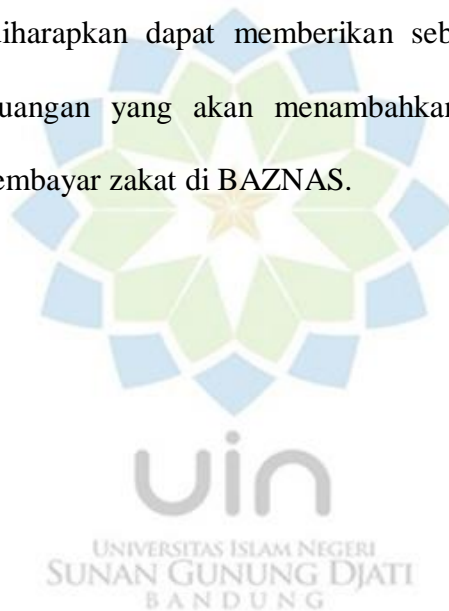 diharapkan dapat memberikan seb
uangan yang akan menambahkan
embayar zakat di BAZNAS.
uin
UNIVERSITAS ISLAM NEGERI
SUNAN GUNUNG DJATI
BANDUNG